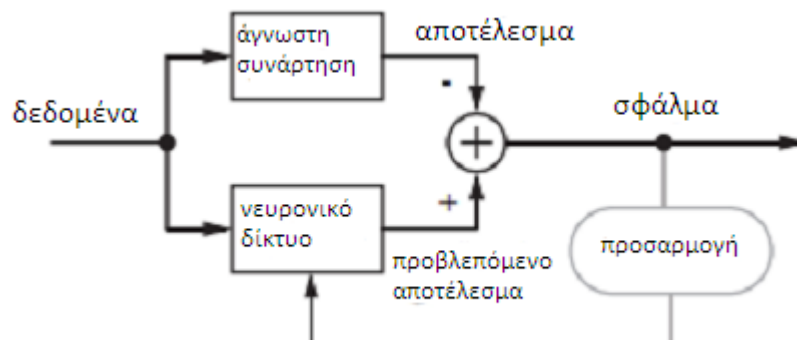 άγνωστη
συνάρτηση
αποτέλεσμα
-
δεδομένα
σφάλμα
+
νευρονικό
δίκτυο
προβλεπόμενο
αποτέλεσμα
προσαρμογή